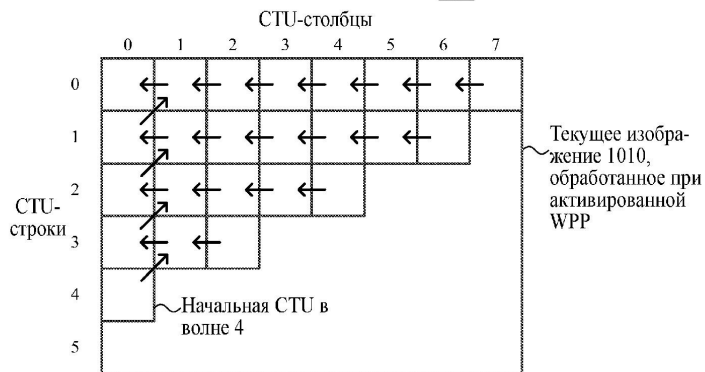 CTU-столбцы
0 1 2 3 4 5 6 7
0
1
2
3
4
5
CTU-
строки
Текущее изобра-
жение 1010,
обработанное при
активированной
WPP
Начальная CTU в
волне 4